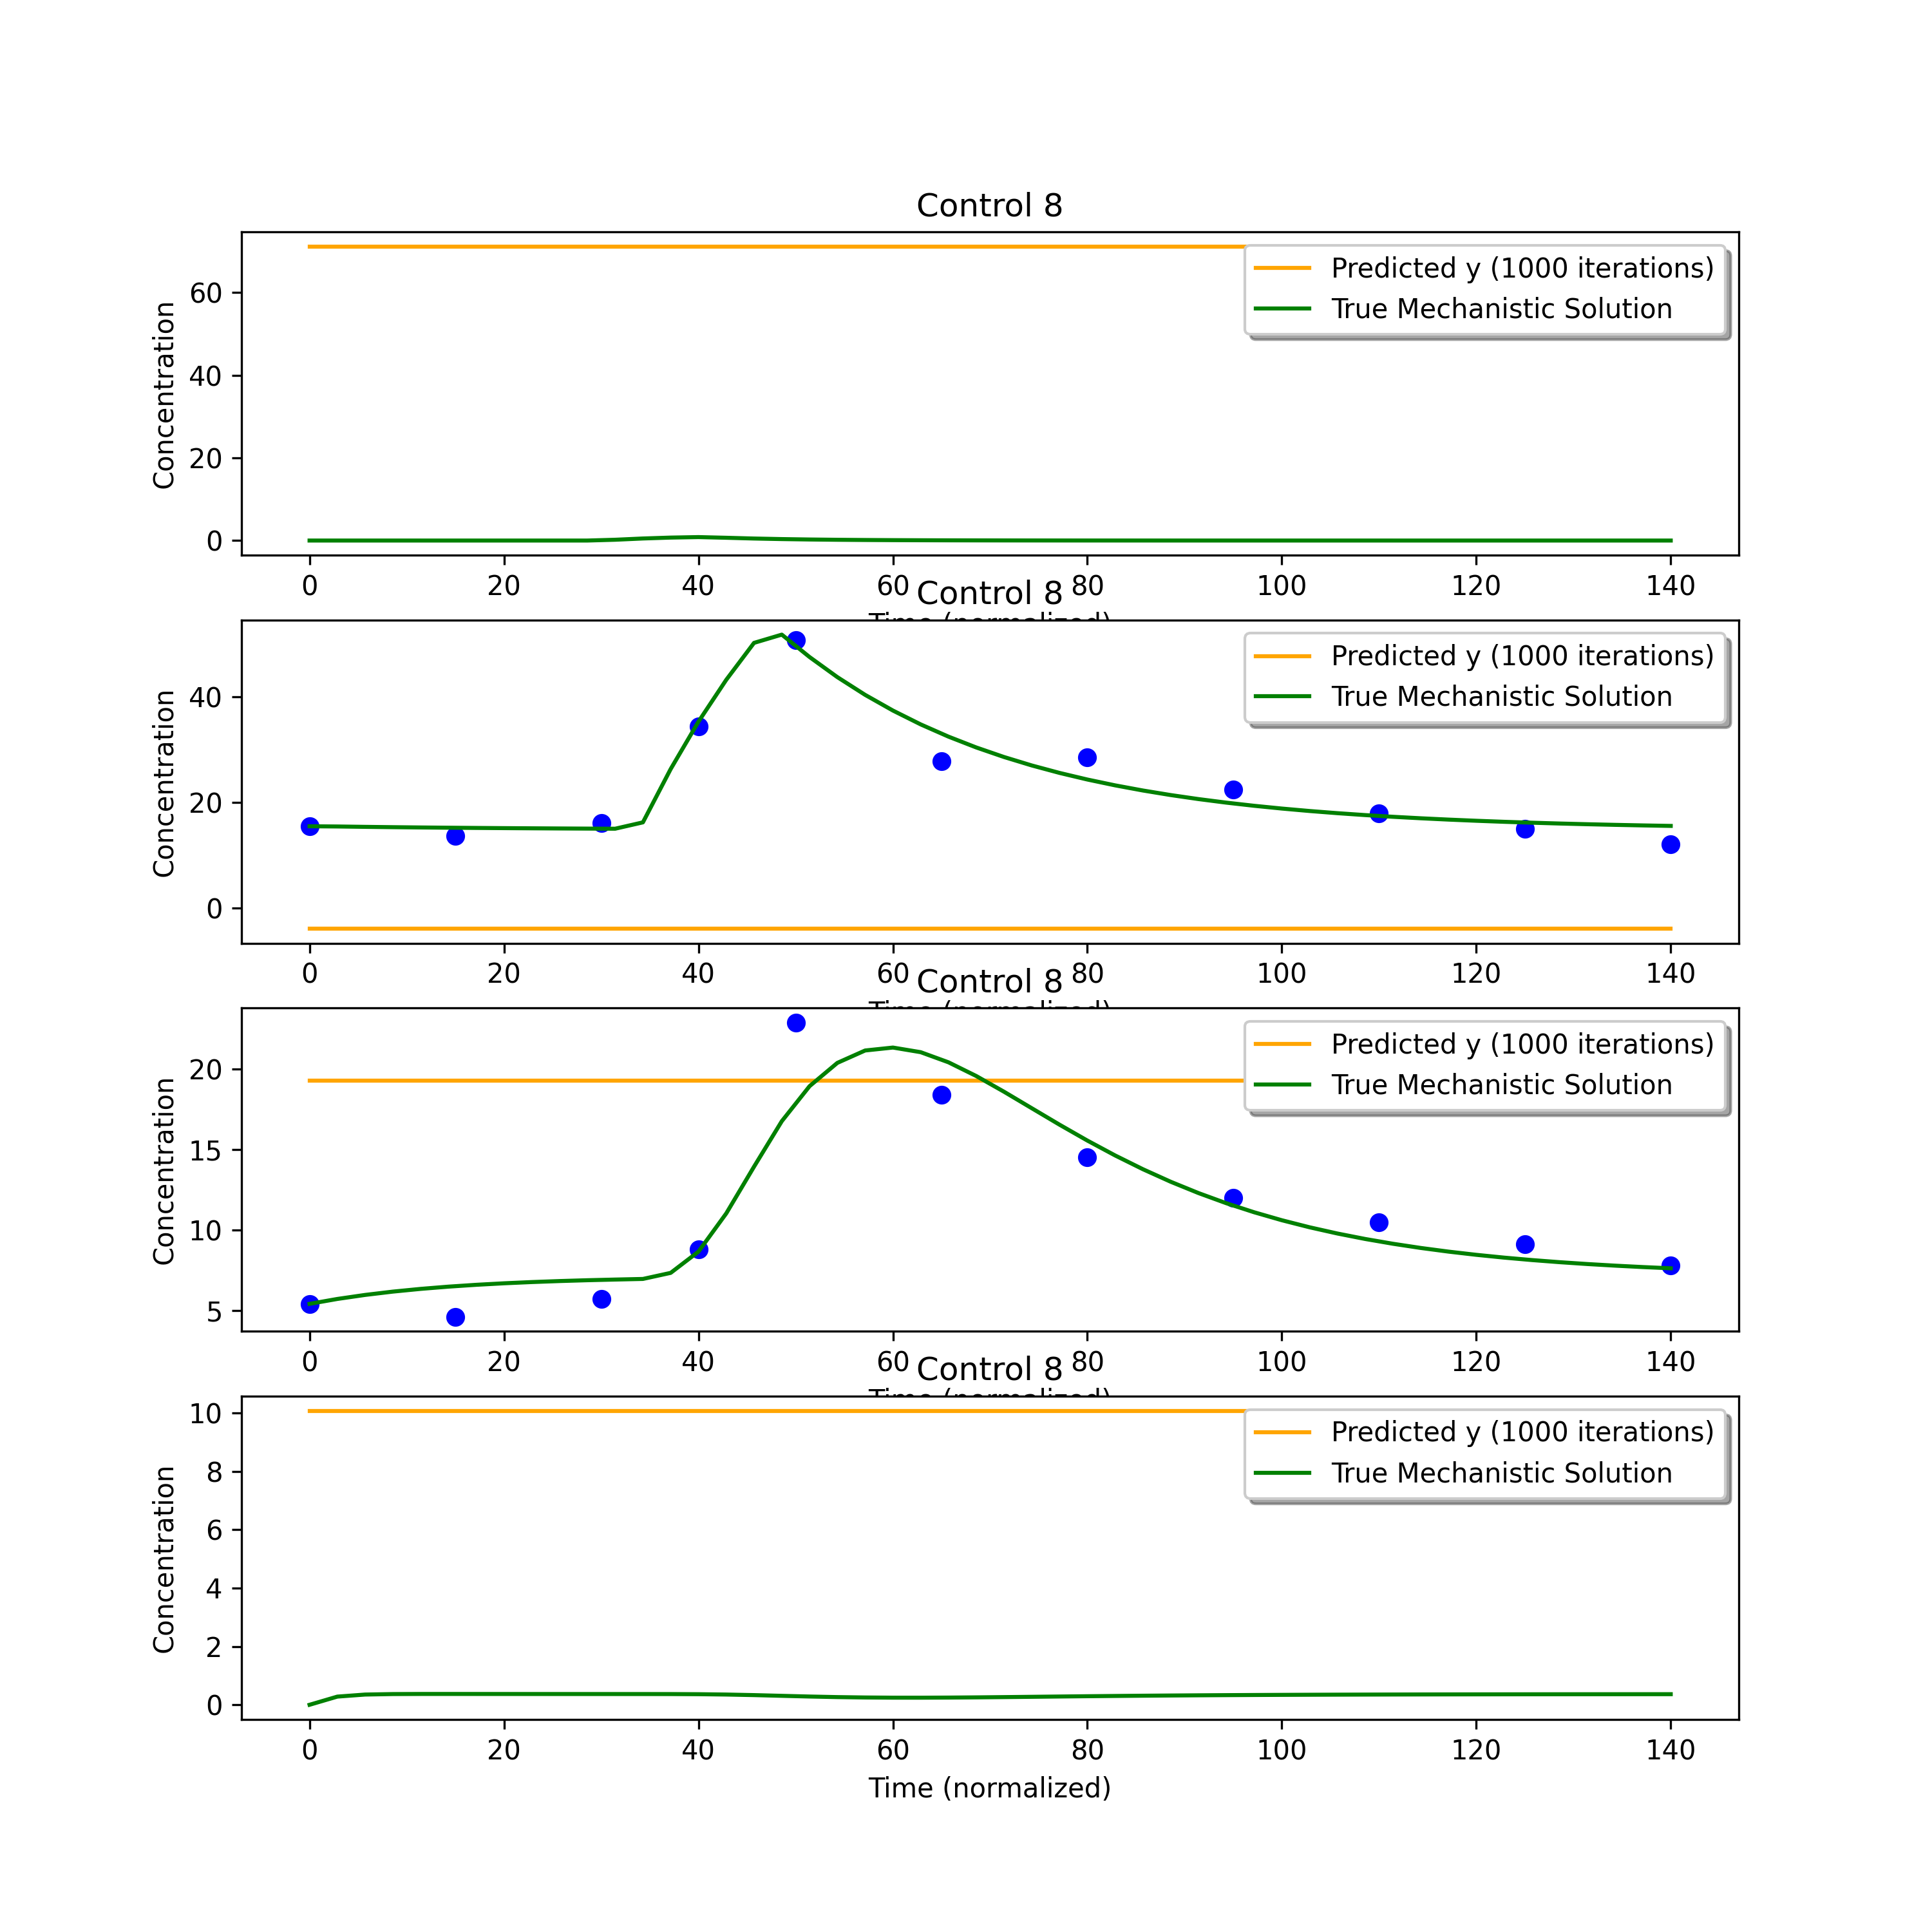 Control 8
Concentration
60
40
20
0
Predicted y (1000 iterations)
True Mechanistic Solution
0 20 40 60 80 100 120 140
Control 8
Concentration
40
20
0
Predicted y (1000 iterations)
True Mechanistic Solution
0 20 40 60 80 100 120 140
Control 8
Concentration
20
15
10
5
Predicted y (1000 iterations)
True Mechanistic Solution
0 20 40 60 80 100 120 140
Control 8
Concentration
10
8
6
4
2
0
Predicted y (1000 iterations)
True Mechanistic Solution
0 20 40 60 80 100 120 140
Time (normalized)